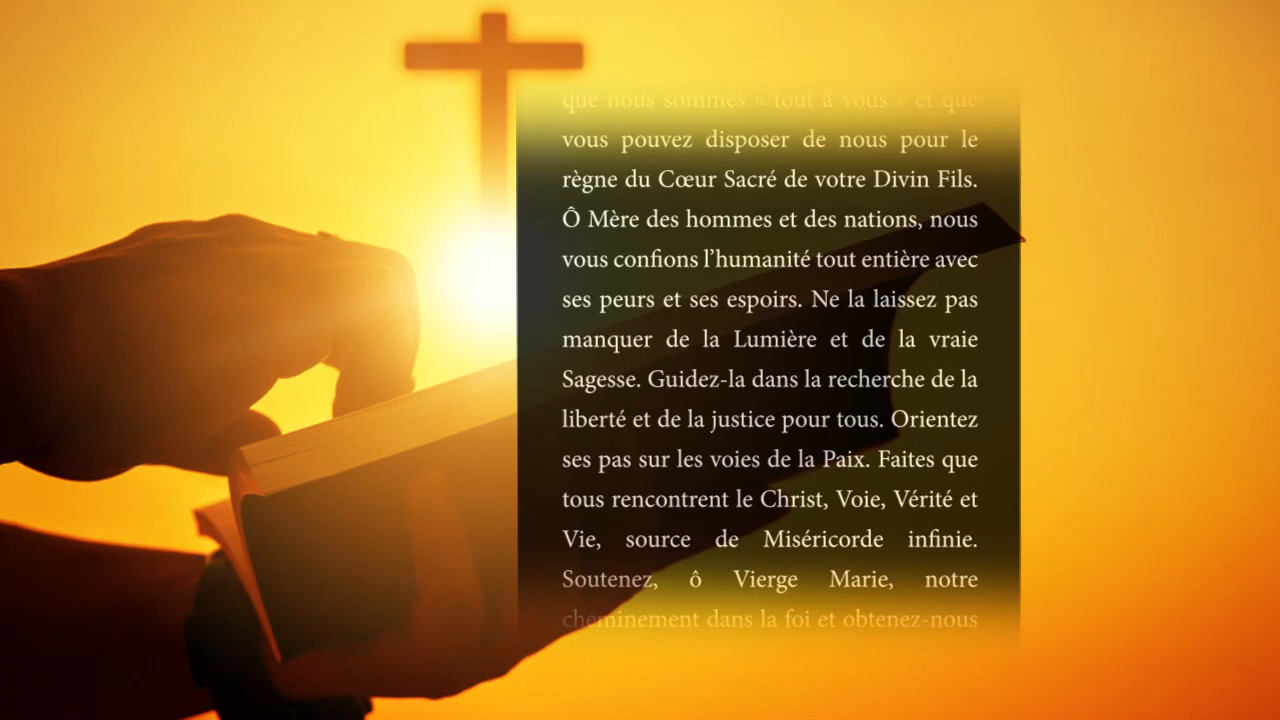 que nous sommes « tout à vous » et que
vous pouvez disposer de nous pour le
règne du Cœur Sacré de votre Divin Fils.
Ô Mère des hommes et des nations, nous
vous confions l’humanité tout entière avec
ses peurs et ses espoirs. Ne la laissez pas
manquer de la Lumière et de la vraie
Sagesse. Guidez-la dans la recherche de la
liberté et de la justice pour tous. Orientez
ses pas sur les voies de la Paix. Faites que
tous rencontrent le Christ, Voie, Vérité et
Vie, source de Miséricorde infinie.
Soutenez, ô Vierge Marie, notre
cheminement dans la foi et obtenez-nous